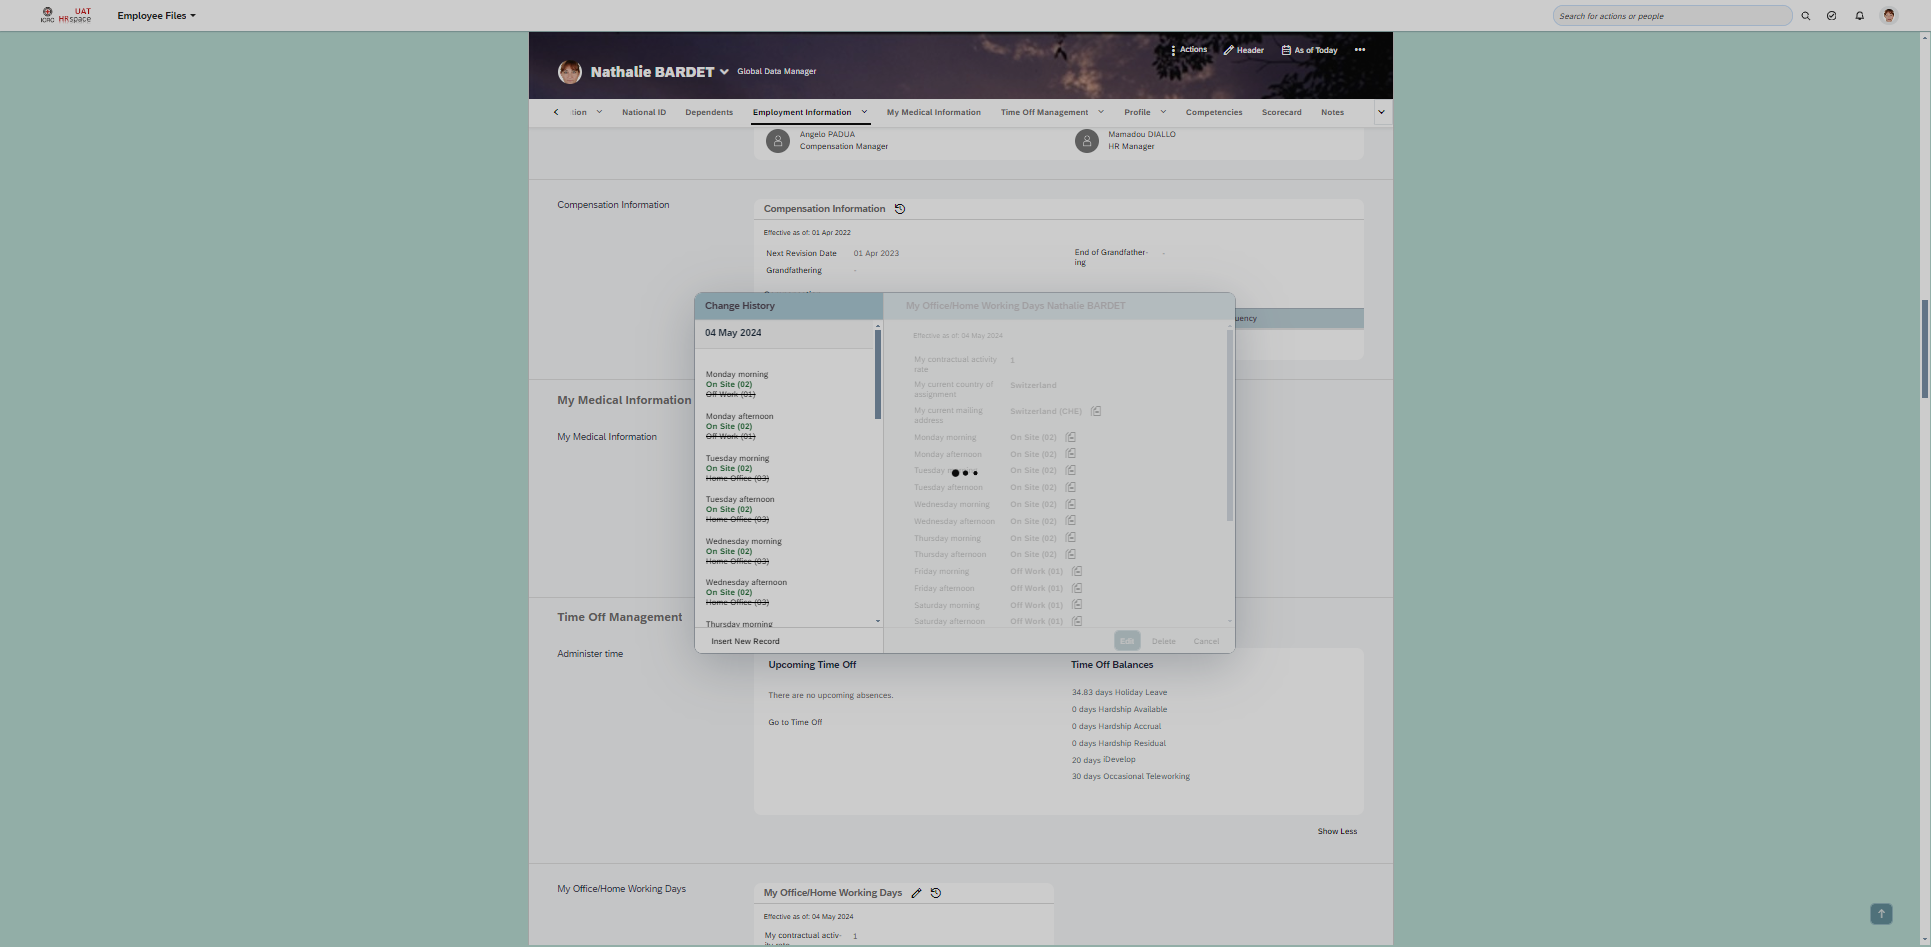 ICRC
UAT
HRspace
Employee Files
Search for actions or people
Actions
Header
As of Today
Nathalie BARDET
Global Data Manager
tion
National ID
Dependents
Employment Information
My Medical Information
Time Off Management
Profile
Competencies
Scorecard
Notes
Angelo PADUA
Compensation Manager
Mamadou DIALLO
HR Manager
Compensation Information
Compensation Information
Effective as of: 01 Apr 2022
Next Revision Date 01 Apr 2023
End of Grandfather-
ing
-
Grandfathering -
uency
Change History
04 May 2024
Monday morning
On Site (02)
Off Work (01)
Monday afternoon
On Site (02)
Off Work (01)
Tuesday morning
On Site (02)
Home Office (03)
Tuesday afternoon
On Site (02)
Home Office (03)
Wednesday morning
On Site (02)
Home Office (03)
Wednesday afternoon
On Site (02)
Home Office (03)
Thursday morning
Insert New Record
My Office/Home Working Days Nathalie BARDET
Effective as of: 04 May 2024
My contractual activity
rate
1
My current country of
assignment
Switzerland
My current mailing
address
Switzerland (CHE)
Monday morning On Site (02)
Monday afternoon On Site (02)
Tuesday On Site (02)
Tuesday afternoon On Site (02)
Wednesday morning On Site (02)
Wednesday afternoon On Site (02)
Thursday morning On Site (02)
Thursday afternoon On Site (02)
Friday morning Off Work (01)
Friday afternoon Off Work (01)
Saturday morning Off Work (01)
Saturday afternoon Off Work (01)
Edit
Delete
Cancel
My Medical Information
My Medical Information
Time Off Management
Administer time
Upcoming Time Off
There are no upcoming absences.
Go to Time Off
Time Off Balances
34.83 days Holiday Leave
0 days Hardship Available
0 days Hardship Accrual
0 days Hardship Residual
20 days iDevelop
30 days Occasional Teleworking
Show Less
My Office/Home Working Days
My Office/Home Working Days
Effective as of: 04 May 2024
My contractual activ-
1